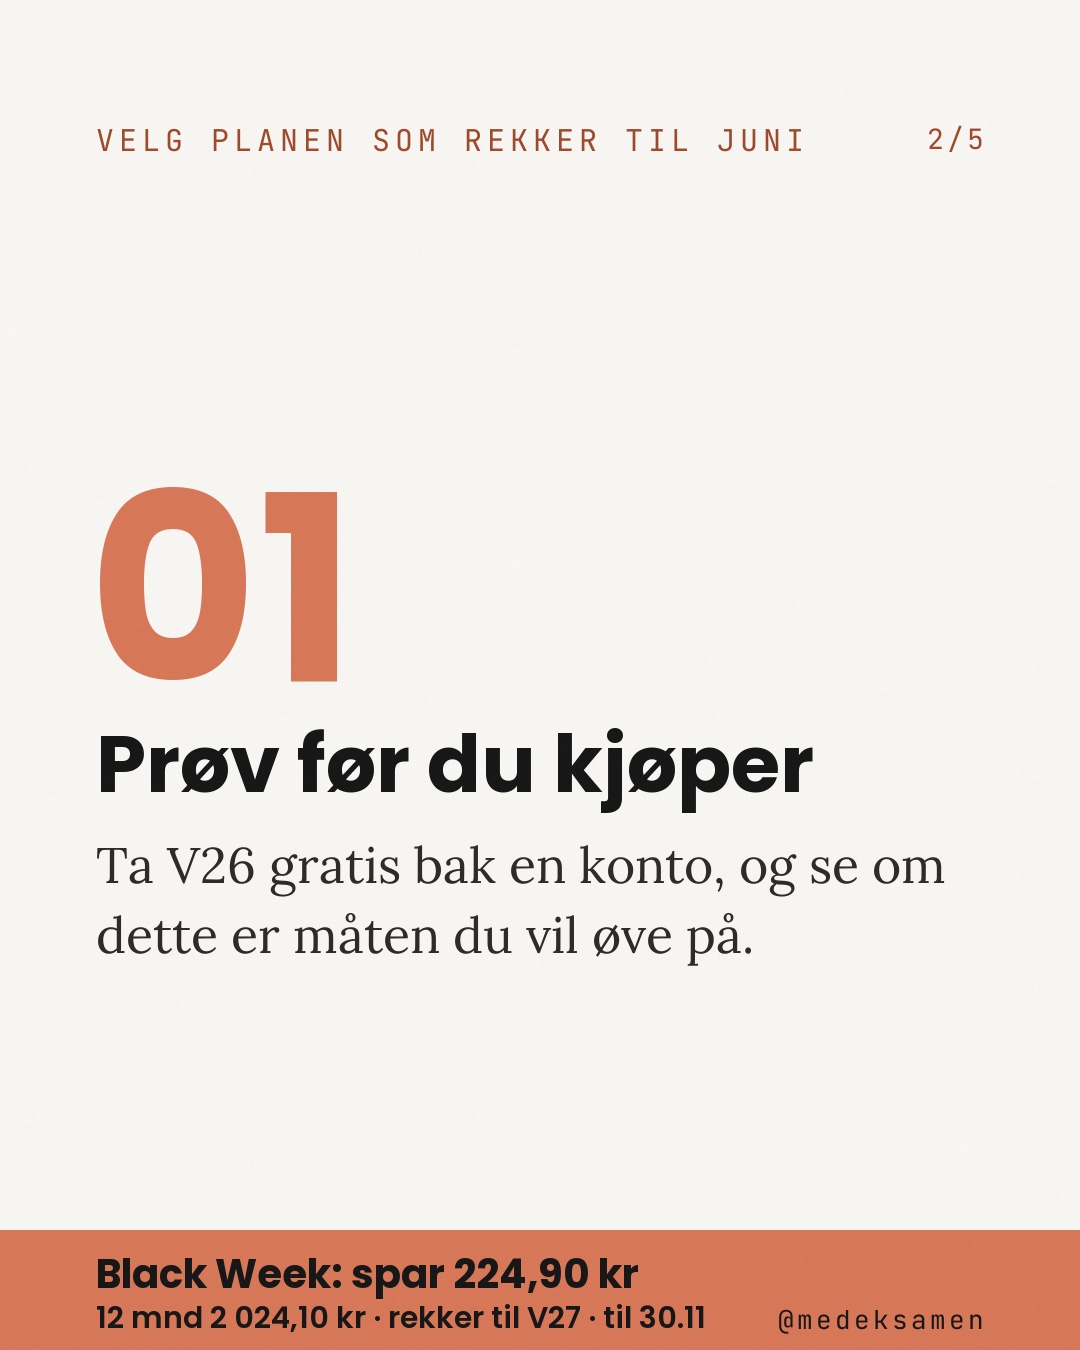 VELG PLANEN SOM REKKER TIL JUNI 2/5
01
Prøv før du kjøper
Ta V26 gratis bak en konto, og se om
dette er måten du vil øve på.
Black Week: spar 224,90 kr
12 mnd 2 024,10 kr · rekker til V27 · til 30.11
@medeksamen